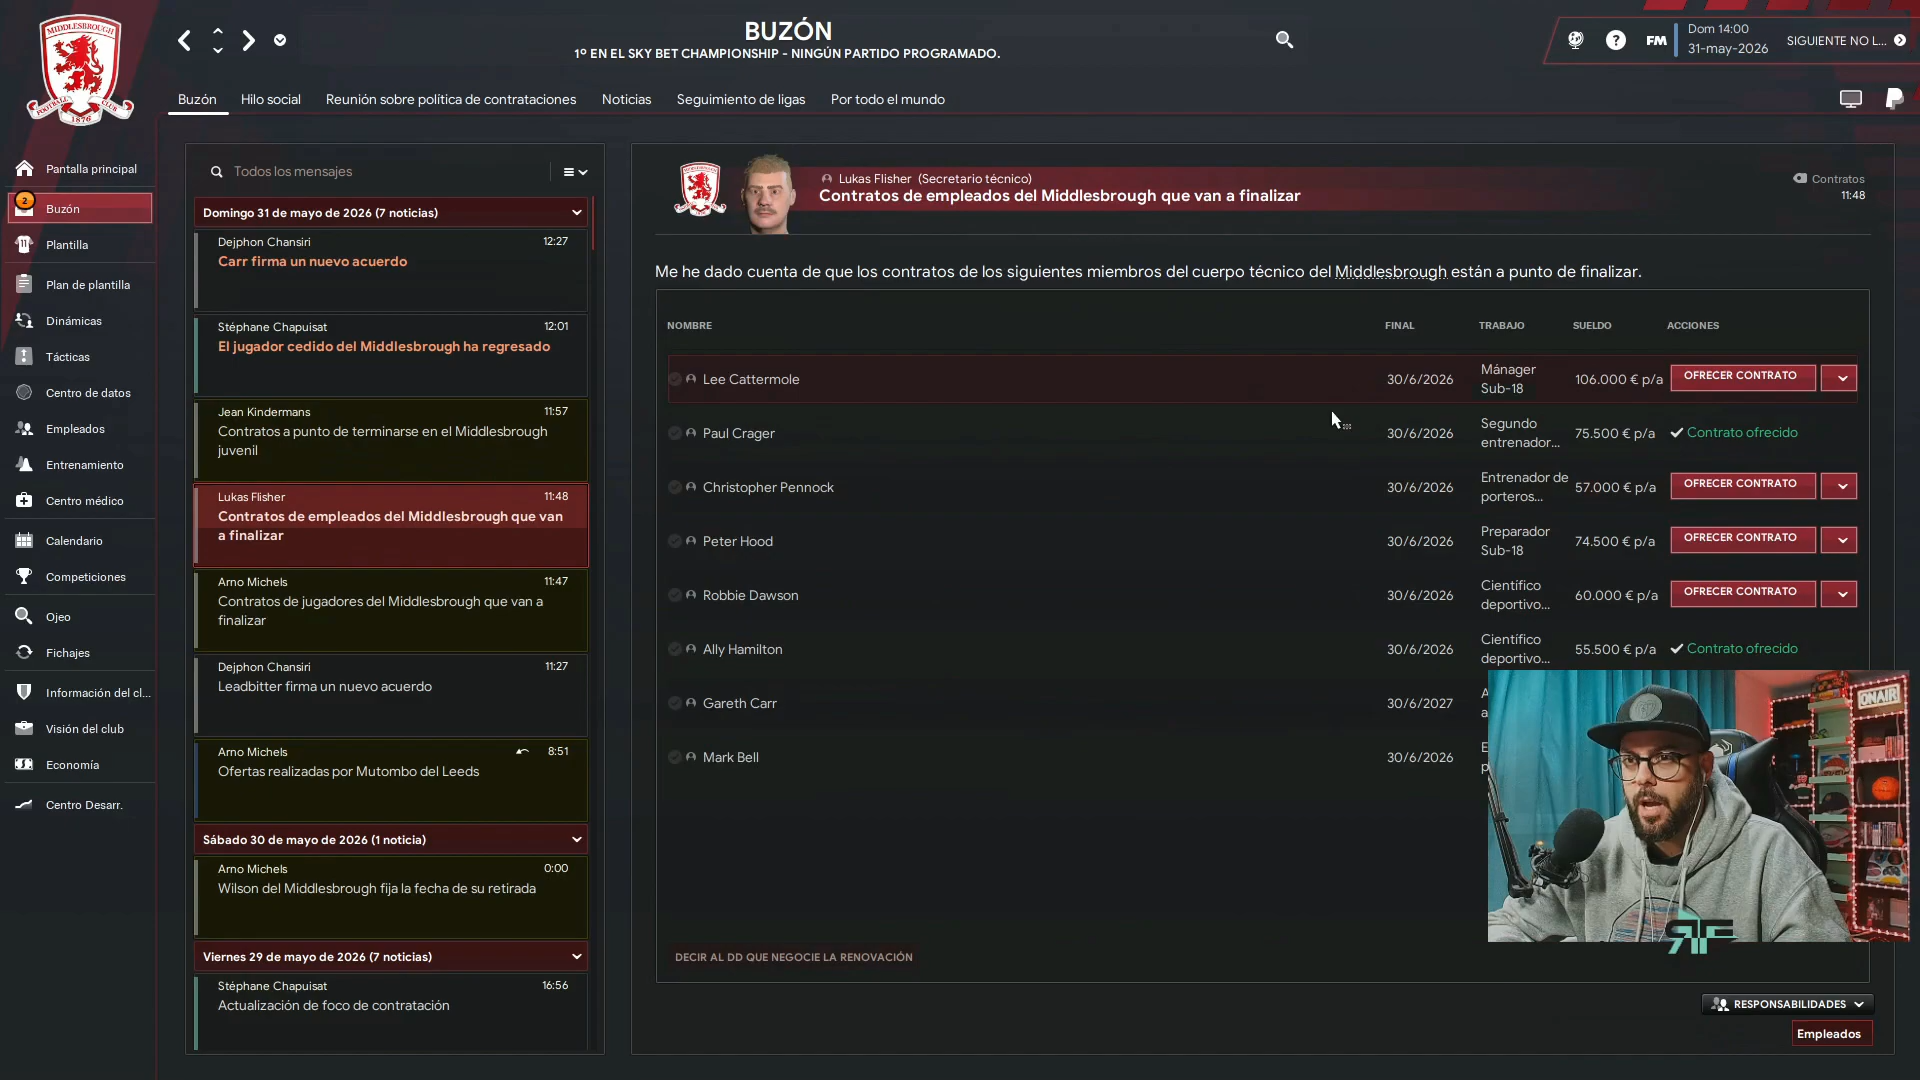 MIDDLESBROUGH
FOOTBALL CLUB
1876
BUZÓN
1º EN EL SKY BET CHAMPIONSHIP - NINGÚN PARTIDO PROGRAMADO.
FM
Dom 14:00
31-may-2026
SIGUIENTE NO L...
Buzón
Hilo social
Reunión sobre política de contrataciones
Noticias
Seguimiento de ligas
Por todo el mundo
Pantalla principal
2
Buzón
11
Plantilla
Plan de plantilla
Dinámicas
Tácticas
Centro de datos
Empleados
Entrenamiento
Centro médico
Calendario
Competiciones
Ojeo
Fichajes
Información del cl...
Visión del club
Economía
Centro Desarr.
Todos los mensajes
Domingo 31 de mayo de 2026 (7 noticias)
Dejphon Chansiri 12:27
Carr firma un nuevo acuerdo
Stéphane Chapuisat 12:01
El jugador cedido del Middlesbrough ha regresado
Jean Kindermans 11:57
Contratos a punto de terminarse en el Middlesbrough
juvenil
Lukas Flisher 11:48
Contratos de empleados del Middlesbrough que van
a finalizar
Arno Michels 11:47
Contratos de jugadores del Middlesbrough que van a
finalizar
Dejphon Chansiri 11:27
Leadbitter firma un nuevo acuerdo
Arno Michels 8:51
Ofertas realizadas por Mutombo del Leeds
Sábado 30 de mayo de 2026 (1 noticia)
Arno Michels 0:00
Wilson del Middlesbrough fija la fecha de su retirada
Viernes 29 de mayo de 2026 (7 noticias)
Stéphane Chapuisat 16:56
Actualización de foco de contratación
Lukas Flisher (Secretario técnico)
Contratos de empleados del Middlesbrough que van a finalizar
Contratos
11:48
Me he dado cuenta de que los contratos de los siguientes miembros del cuerpo técnico del Middlesbrough están a punto de finalizar.
NOMBRE FINAL TRABAJO SUELDO ACCIONES
Lee Cattermole 30/6/2026 Mánager Sub-18 106.000 € p/a OFRECER CONTRATO
Paul Crager 30/6/2026 Segundo entrenador... 75.500 € p/a Contrato ofrecido
Christopher Pennock 30/6/2026 Entrenador de porteros... 57.000 € p/a OFRECER CONTRATO
Peter Hood 30/6/2026 Preparador Sub-18 74.500 € p/a OFRECER CONTRATO
Robbie Dawson 30/6/2026 Científico deportivo... 60.000 € p/a OFRECER CONTRATO
Ally Hamilton 30/6/2026 Científico deportivo... 55.500 € p/a Contrato ofrecido
Gareth Carr 30/6/2027
Mark Bell 30/6/2026
ON AIR
DECIR AL DD QUE NEGOCIE LA RENOVACIÓN
RESPONSABILIDADES
Empleados